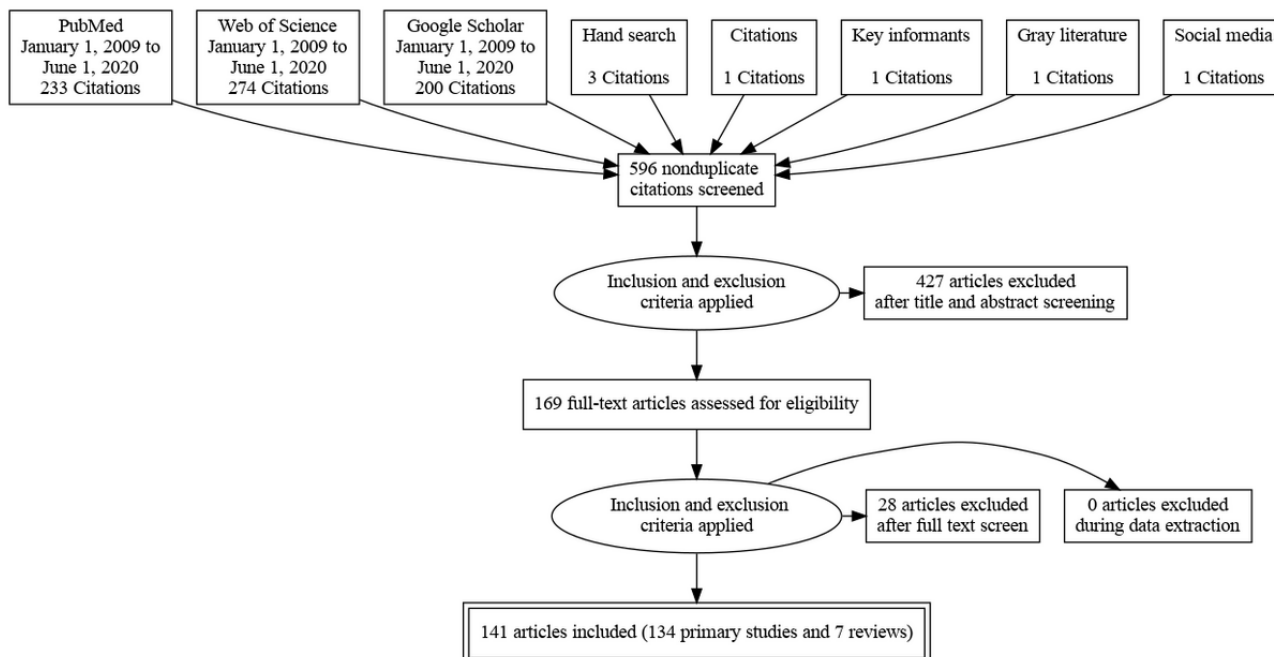 PubMed
January 1, 2009 to
June 1, 2020
233 Citations
Web of Science
January 1, 2009 to
June 1, 2020
274 Citations
Google Scholar
January 1, 2009 to
June 1, 2020
200 Citations
Hand search
3 Citations
Citations
1 Citations
Key informants
1 Citations
Gray literature
1 Citations
Social media
1 Citations
596 nonduplicate
citations screened
Inclusion and exclusion
criteria applied
427 articles excluded
after title and abstract screening
169 full-text articles assessed for eligibility
Inclusion and exclusion
criteria applied
28 articles excluded
after full text screen
0 articles excluded
during data extraction
141 articles included (134 primary studies and 7 reviews)